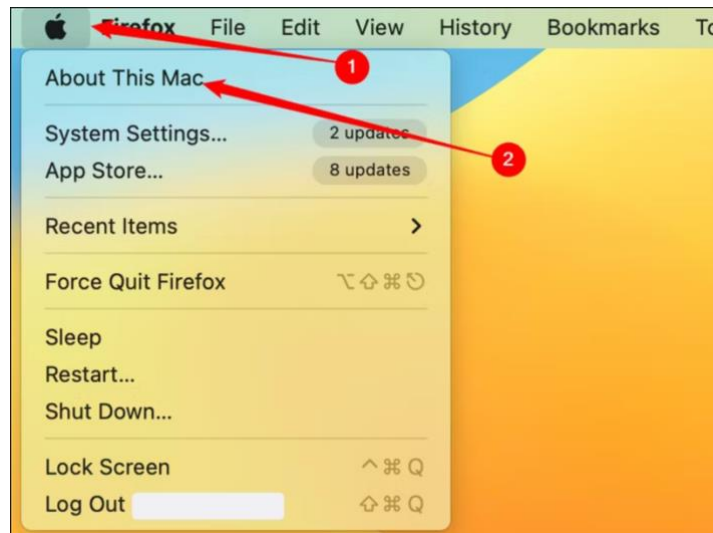 Firefox File Edit View History Bookmarks
1
About This Mac
System Settings... 2 updates
2
App Store... 8 updates
Recent Items >
Force Quit Firefox ⌥⇧⌘⎋
Sleep
Restart...
Shut Down...
Lock Screen ^⌘Q
Log Out ⇧⌘Q